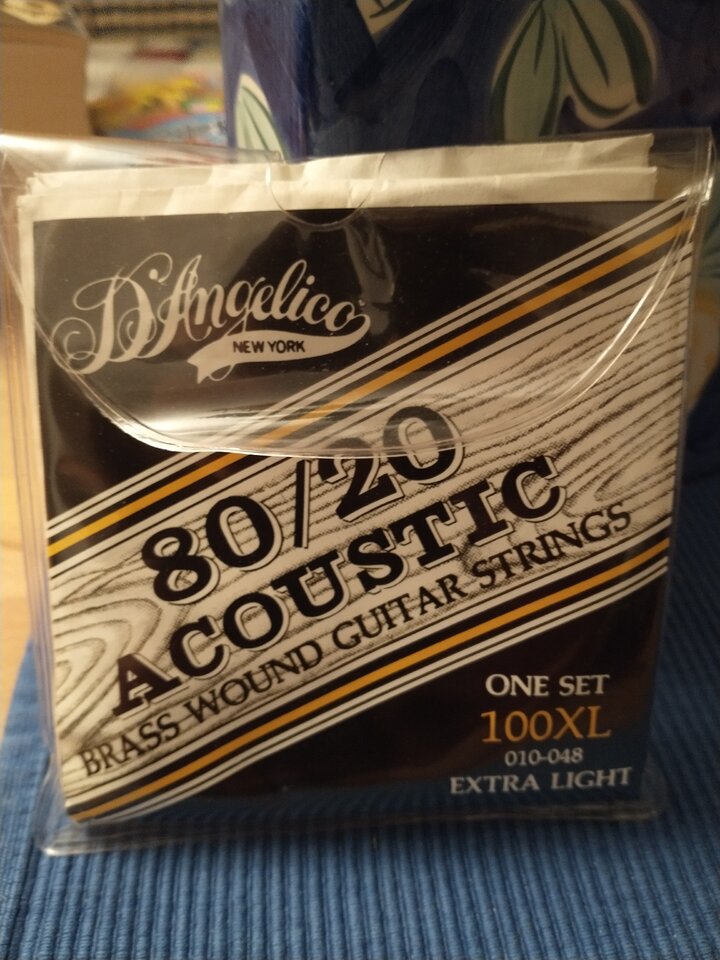 D'Angelico
NEW YORK
80/20
ACOUSTIC
BRASS WOUND GUITAR STRINGS
ONE SET
100XL
010-048
EXTRA LIGHT